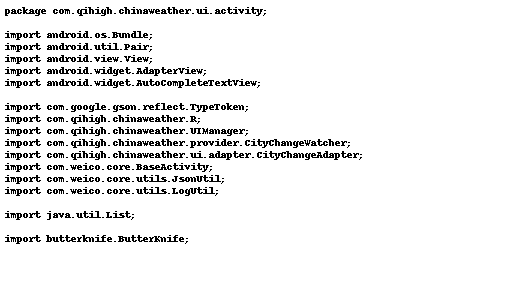 package com.qihigh.chinaweather.ui.activity;

import android.os.Bundle;
import android.util.Pair;
import android.view.View;
import android.widget.AdapterView;
import android.widget.AutoCompleteTextView;

import com.google.gson.reflect.TypeToken;
import com.qihigh.chinaweather.R;
import com.qihigh.chinaweather.UIManager;
import com.qihigh.chinaweather.provider.CityChangeWatcher;
import com.qihigh.chinaweather.ui.adapter.CityChangeAdapter;
import com.weico.core.BaseActivity;
import com.weico.core.utils.JsonUtil;
import com.weico.core.utils.LogUtil;

import java.util.List;

import butterknife.ButterKnife;